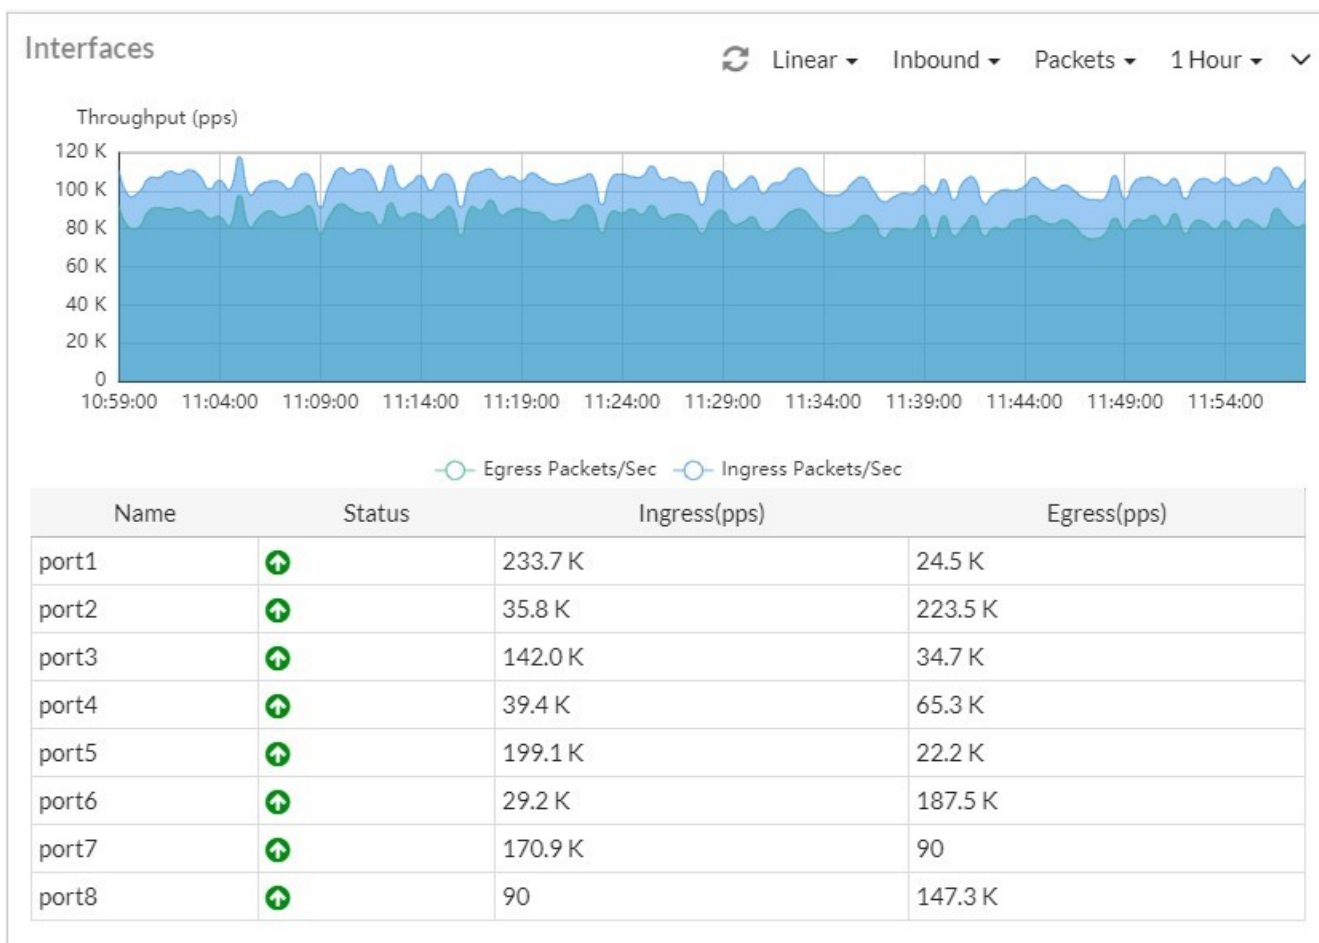 Interfaces
Linear Inbound Packets 1 Hour
Throughput (pps)
120 K
100 K
80 K
60 K
40 K
20 K
0
10:59:00 11:04:00 11:09:00 11:14:00 11:19:00 11:24:00 11:29:00 11:34:00 11:39:00 11:44:00 11:49:00 11:54:00
Egress Packets/Sec Ingress Packets/Sec
Name Status Ingress(pps) Egress(pps)
port1 233.7 K 24.5 K
port2 35.8 K 223.5 K
port3 142.0 K 34.7 K
port4 39.4 K 65.3 K
port5 199.1 K 22.2 K
port6 29.2 K 187.5 K
port7 170.9 K 90
port8 90 147.3 K